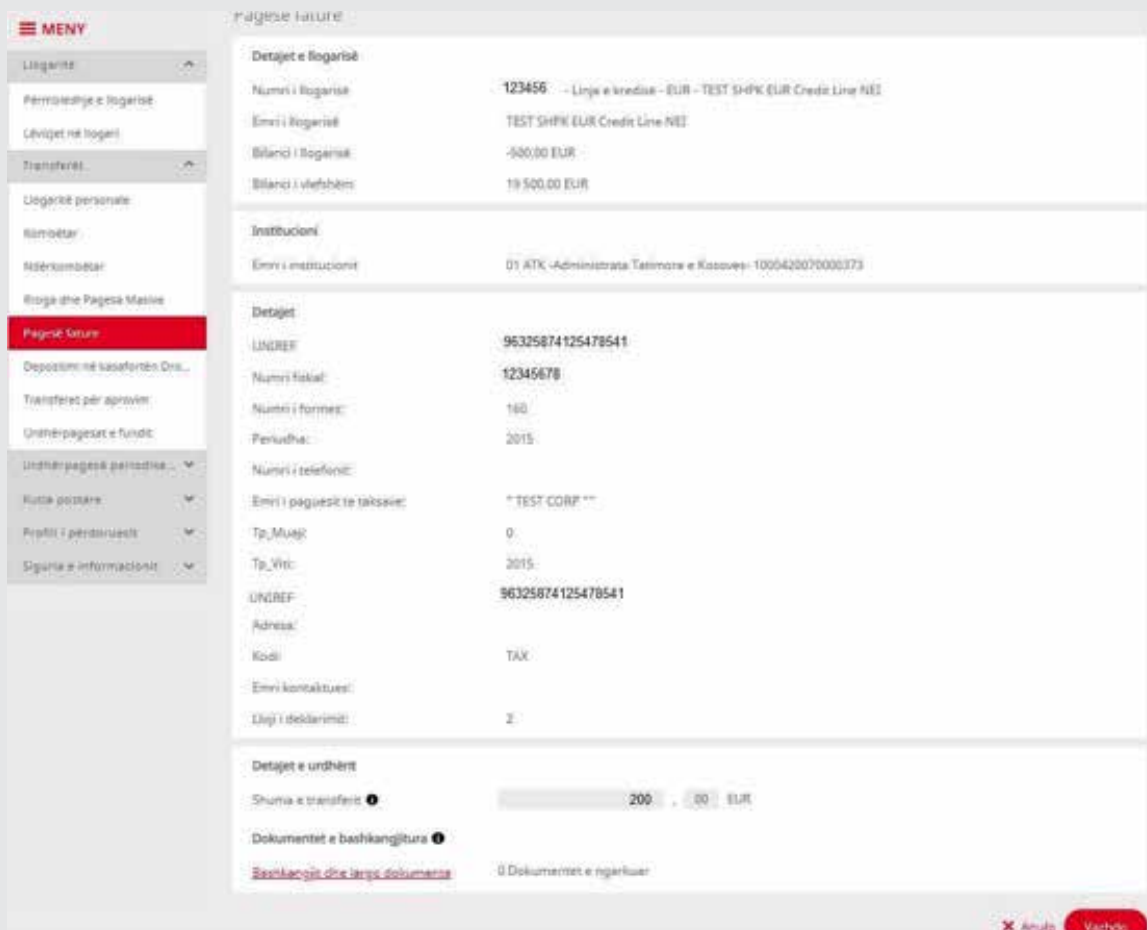 Pagesë fature
MENY
Llogaritë
Përmbledhje e llogarisë
Lëvizjet në llogari
Transferët
Llogaritë personale
Kombëtar
Ndërkombëtar
Rroga dhe Pagesa Masive
Pagesë fature
Depozitimi në kasafortën Dro...
Transferet për aprovim
Urdhërpagesat e fundit
Urdhërpagesë periodike...
Kutia postare
Profili i përdoruesit
Siguria e informacionit
Detajet e llogarisë
Numri i llogarisë 123456 - Linje e kredise - EUR - TEST SHPK EUR Credit Line NEI
Emri i llogarisë TEST SHPK EUR Credit Line NEI
Bilanci i llogarisë -500,00 EUR
Bilanci i vlefshëm 19 500,00 EUR
Institucioni
Emri i institucionit 01 ATK -Administrata Tatimore e Kosoves- 1000420070000373
Detajet
UNIREF 96325874125478541
Numri fiskal: 12345678
Numri i formes: 160
Periudha: 2015
Numri i telefonit:
Emri i paguesit te taksave: " TEST CORP ""
Tp_Muaji: 0
Tp_Viti: 2015
UNIREF 96325874125478541
Adresa:
Kodi: TAX
Emri kontaktues:
Lloji i deklarimit: 2
Detajet e urdhërit
Shuma e transferit 200 , 00 EUR
Dokumentet e bashkangjitura
Bashkangjit dhe largo dokumente 0 Dokumentet e ngarkuar
Anulo Vazhdo